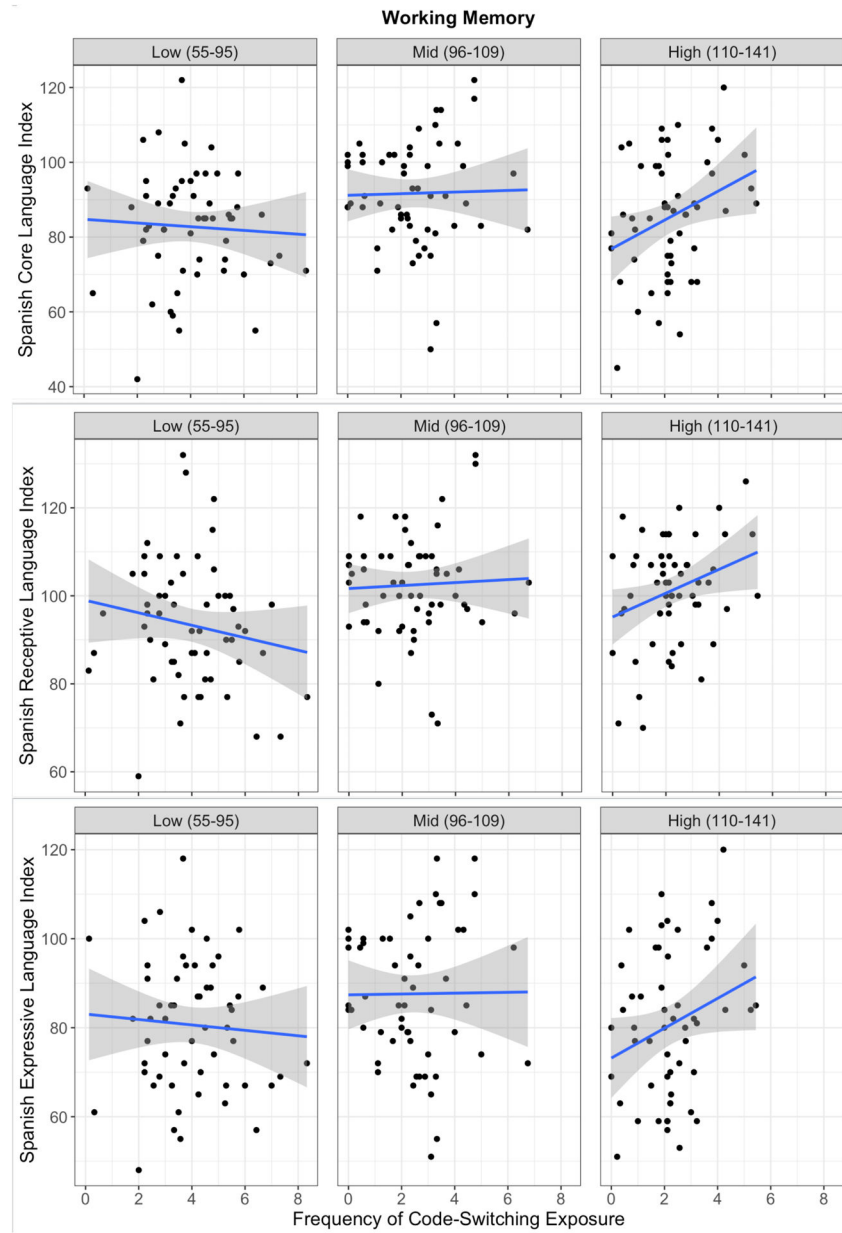 Working Memory
Low (55-95) Mid (96-109) High (110-141)
Spanish Core Language Index
120
100
80
60
40
Low (55-95) Mid (96-109) High (110-141)
Spanish Receptive Language Index
120
100
80
60
Low (55-95) Mid (96-109) High (110-141)
Spanish Expressive Language Index
120
100
80
60
0 2 4 6 8 0 2 4 6 8 0 2 4 6 8
Frequency of Code-Switching Exposure